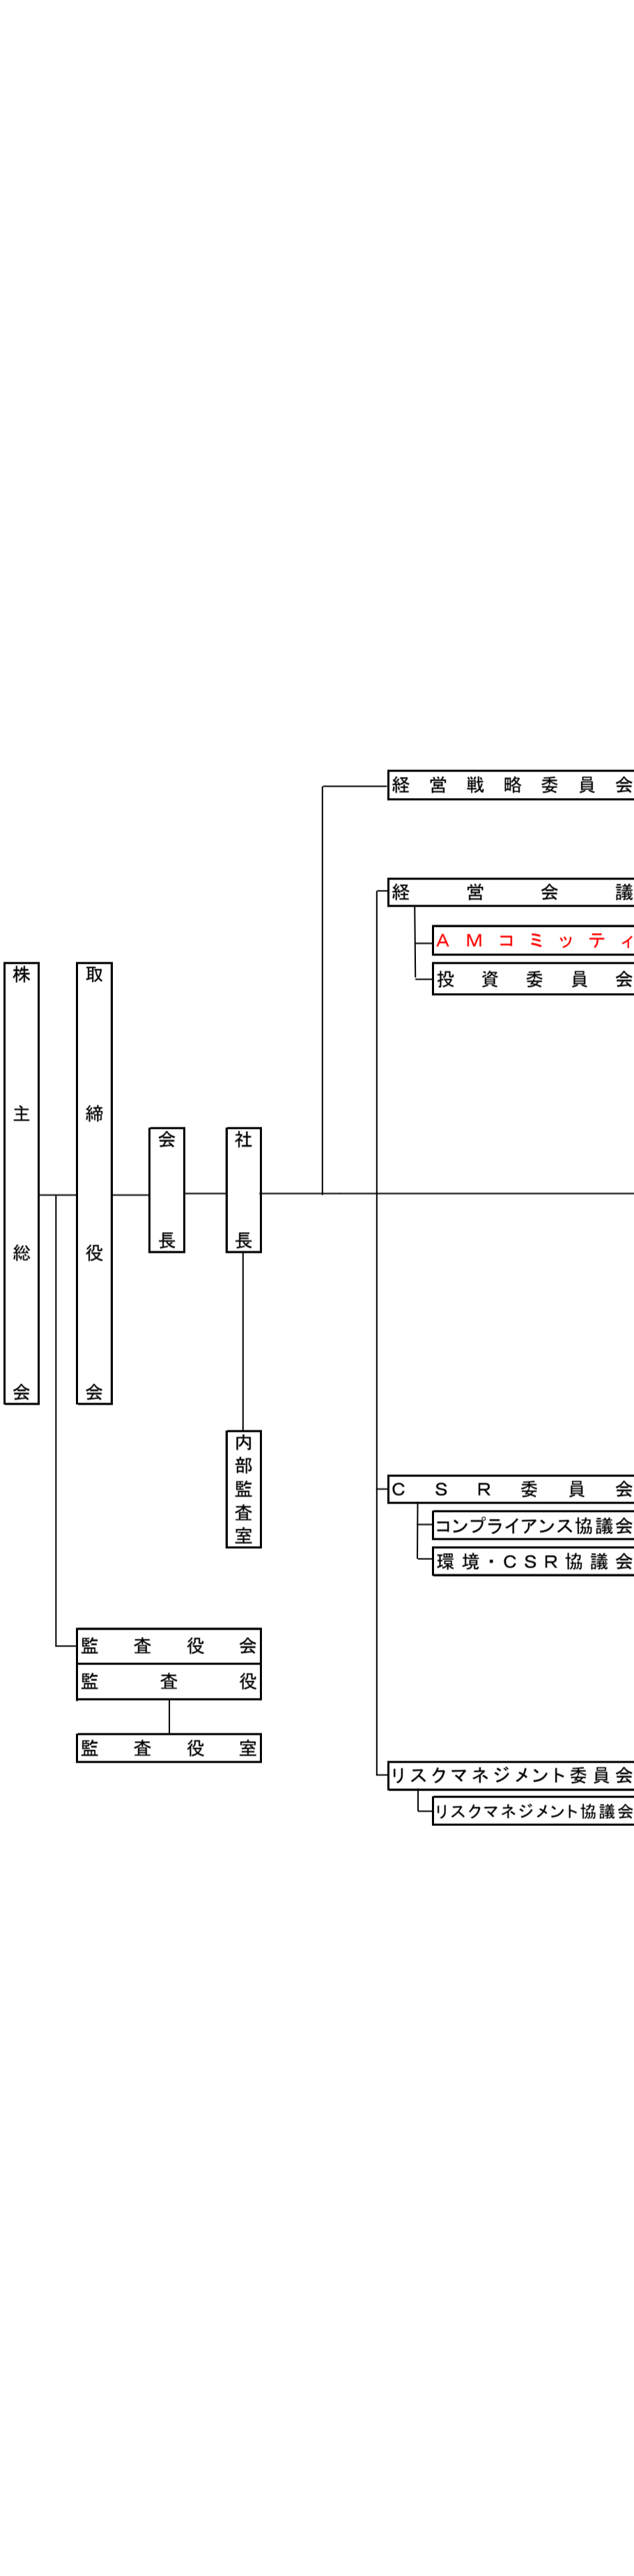 株主総会
取締役会
会長
社長
内部監査室
監査役会
監査役
監査役室
経営戦略委員会
経営会議
AMコミッティ
投資委員会
CSR委員会
コンプライアンス協議会
環境・CSR協議会
リスクマネジメント委員会
リスクマネジメント協議会